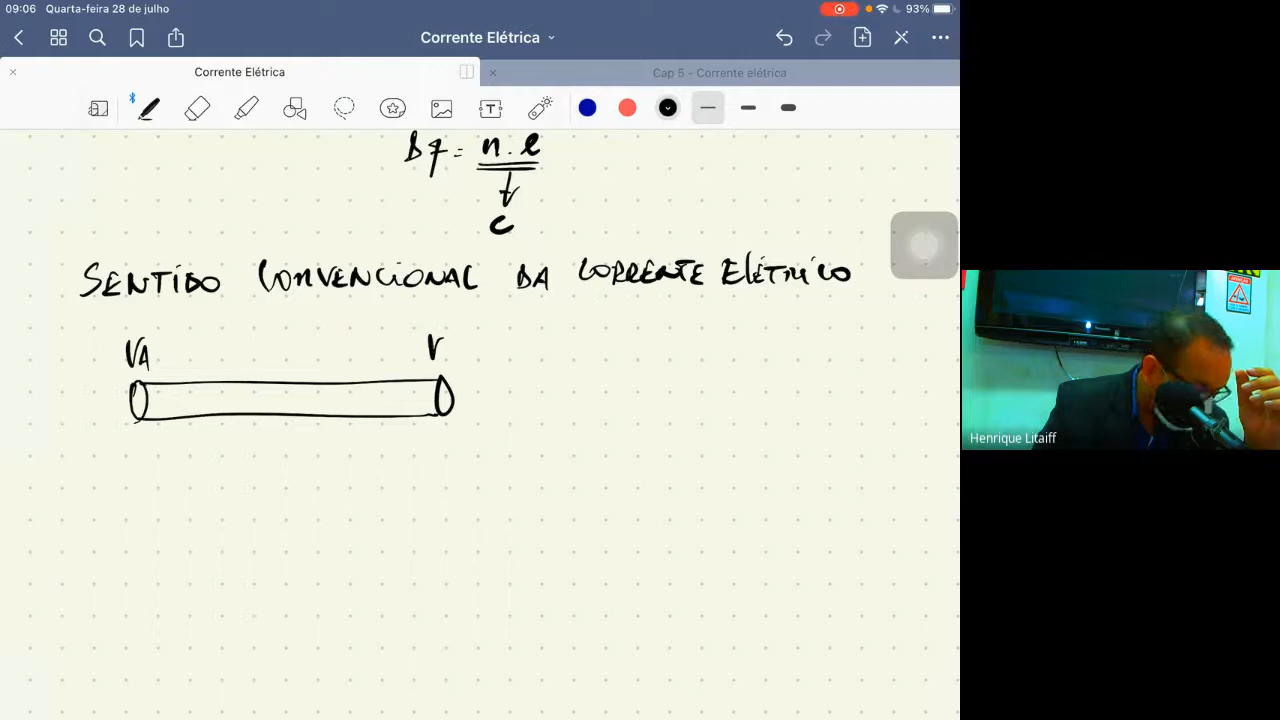 09:06 Quarta-feira 28 de julho
93%
Corrente Elétrica
Corrente Elétrica
Cap 5 - Corrente elétrica
Δq = n . e
C
SENTIDO CONVENCIONAL DA CORRENTE ELÉTRICO
VA V
Henrique Litaiff